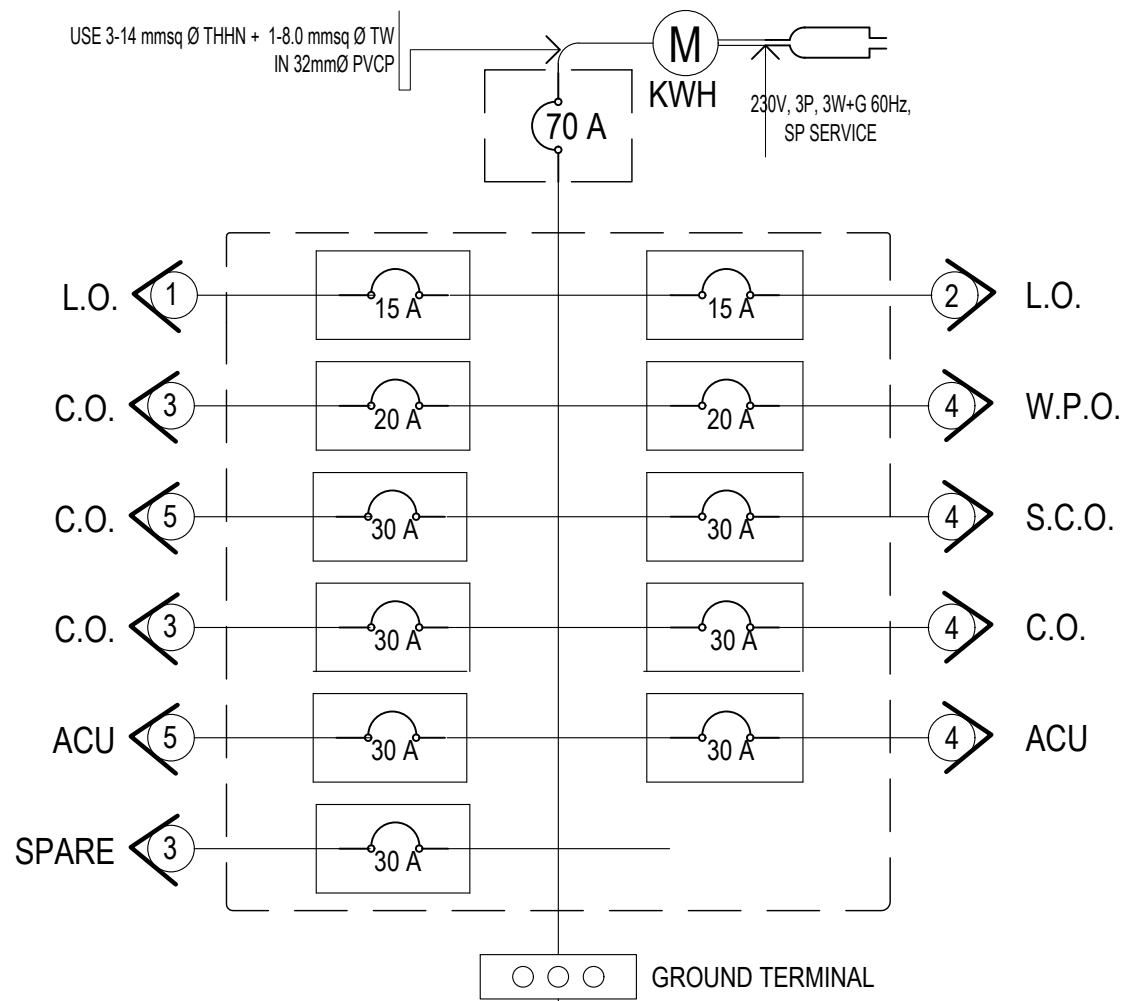 USE 3-14 mmsq Ø THHN + 1-8.0 mmsq Ø TW
IN 32mmØ PVCP
M
KWH
230V, 3P, 3W+G 60Hz,
SP SERVICE
70 A
L.O. 1 15 A 15 A 2 L.O.
C.O. 3 20 A 20 A 4 W.P.O.
C.O. 5 30 A 30 A 4 S.C.O.
C.O. 3 30 A 30 A 4 C.O.
ACU 5 30 A 30 A 4 ACU
SPARE 3 30 A
GROUND TERMINAL